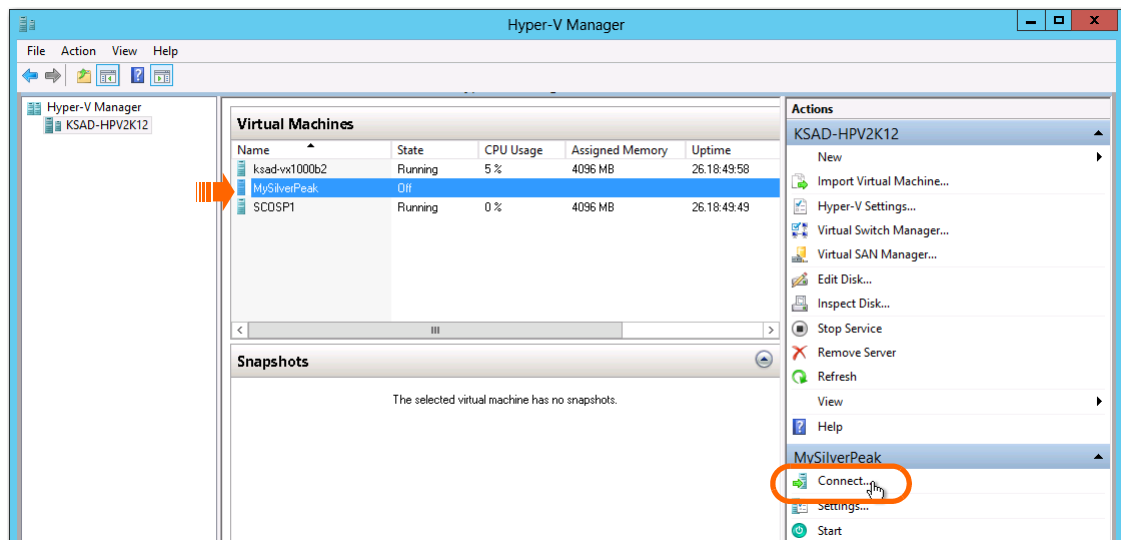 Hyper-V Manager
File Action View Help
Hyper-V Manager
KSAD-HPV2K12
Virtual Machines
Name State CPU Usage Assigned Memory Uptime
ksad-vx1000b2 Running 5 % 4096 MB 26.18:49:58
MySilverPeak Off
SCOSP1 Running 0 % 4096 MB 26.18:49:49
Snapshots
The selected virtual machine has no snapshots.
Actions
KSAD-HPV2K12
New
Import Virtual Machine...
Hyper-V Settings...
Virtual Switch Manager...
Virtual SAN Manager...
Edit Disk...
Inspect Disk...
Stop Service
Remove Server
Refresh
View
Help
MySilverPeak
Connect...
Settings...
Start